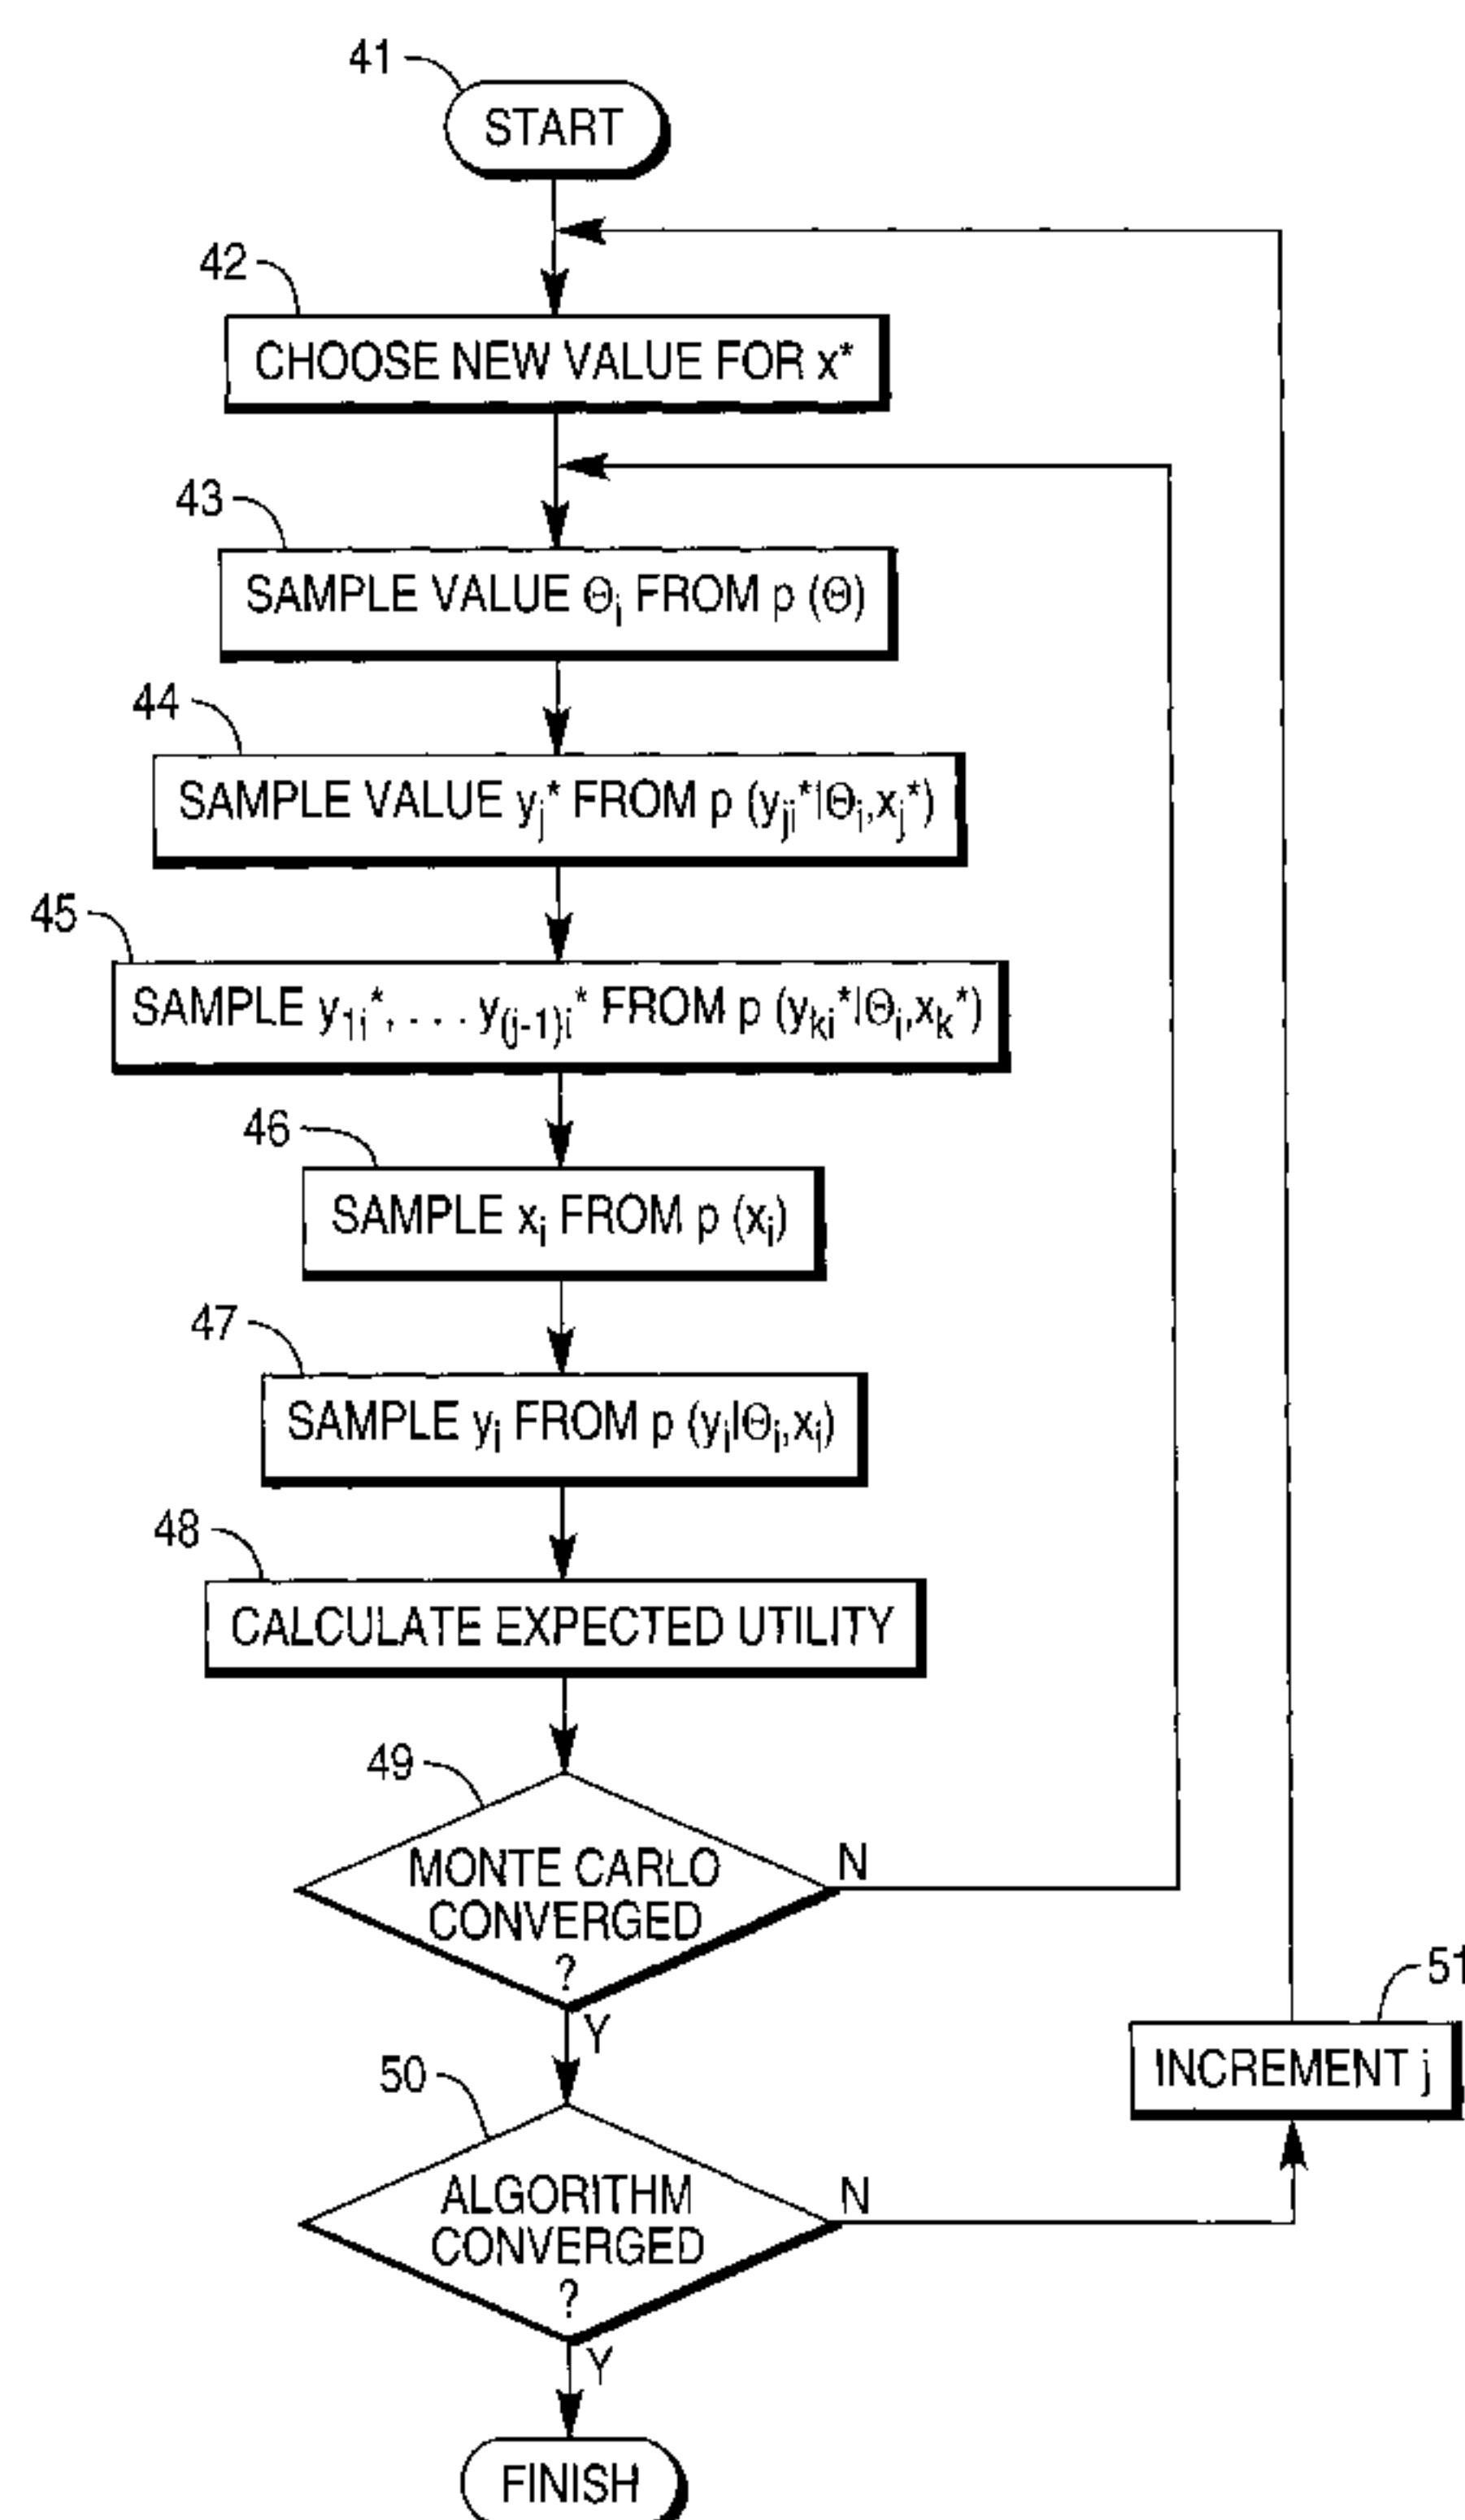 41
START
42
CHOOSE NEW VALUE FOR x*
43
SAMPLE VALUE Θi FROM p (Θ)
44
SAMPLE VALUE yj* FROM p (yji*|Θi,xj*)
45
SAMPLE y1i*, . . . y(j-1)i* FROM p (yki*|Θi,xk*)
46
SAMPLE xi FROM p (xi)
47
SAMPLE yi FROM p (yi|Θi,xi)
48
CALCULATE EXPECTED UTILITY
49
MONTE CARLO
CONVERGED
?
N
Y
51
INCREMENT j
50
ALGORITHM
CONVERGED
?
N
Y
FINISH